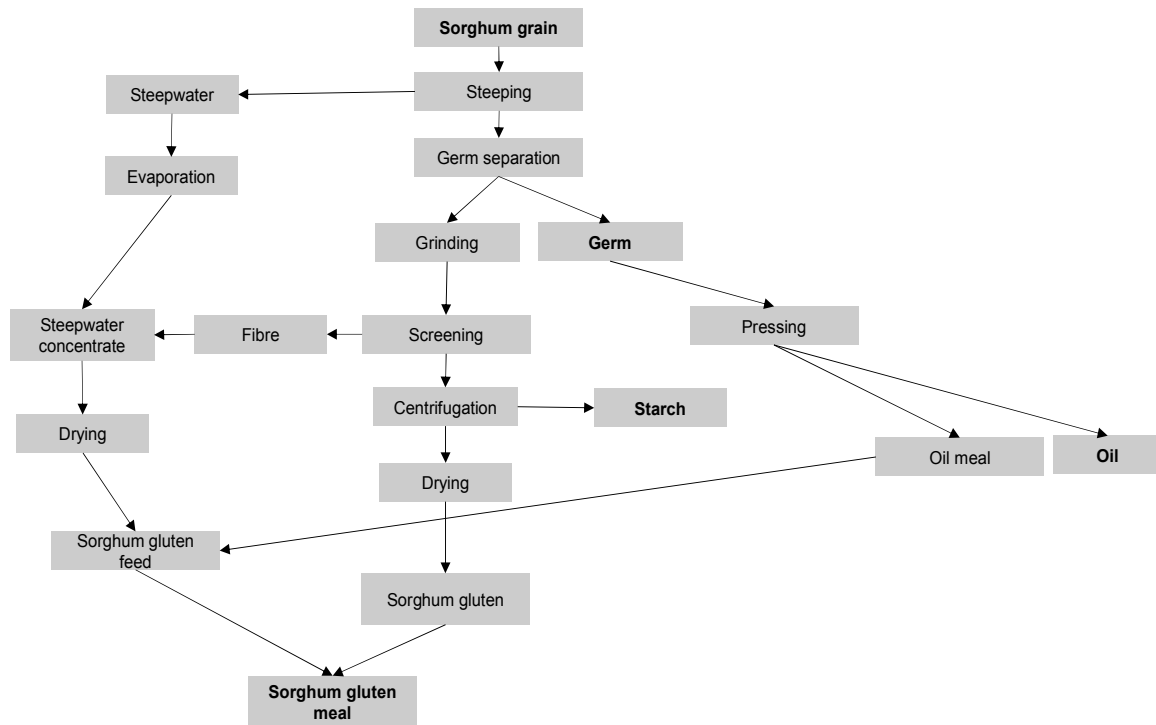 Sorghum grain
Steepwater
Steeping
Germ separation
Evaporation
Grinding
Germ
Steepwater
concentrate
Fibre
Screening
Pressing
Centrifugation
Starch
Drying
Oil meal
Oil
Drying
Sorghum gluten
feed
Sorghum gluten
Sorghum gluten
meal